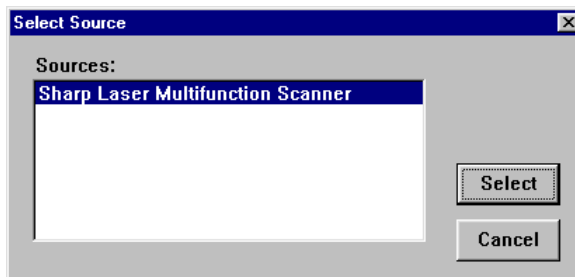 Select Source
Sources:
Sharp Laser Multifunction Scanner
Select
Cancel